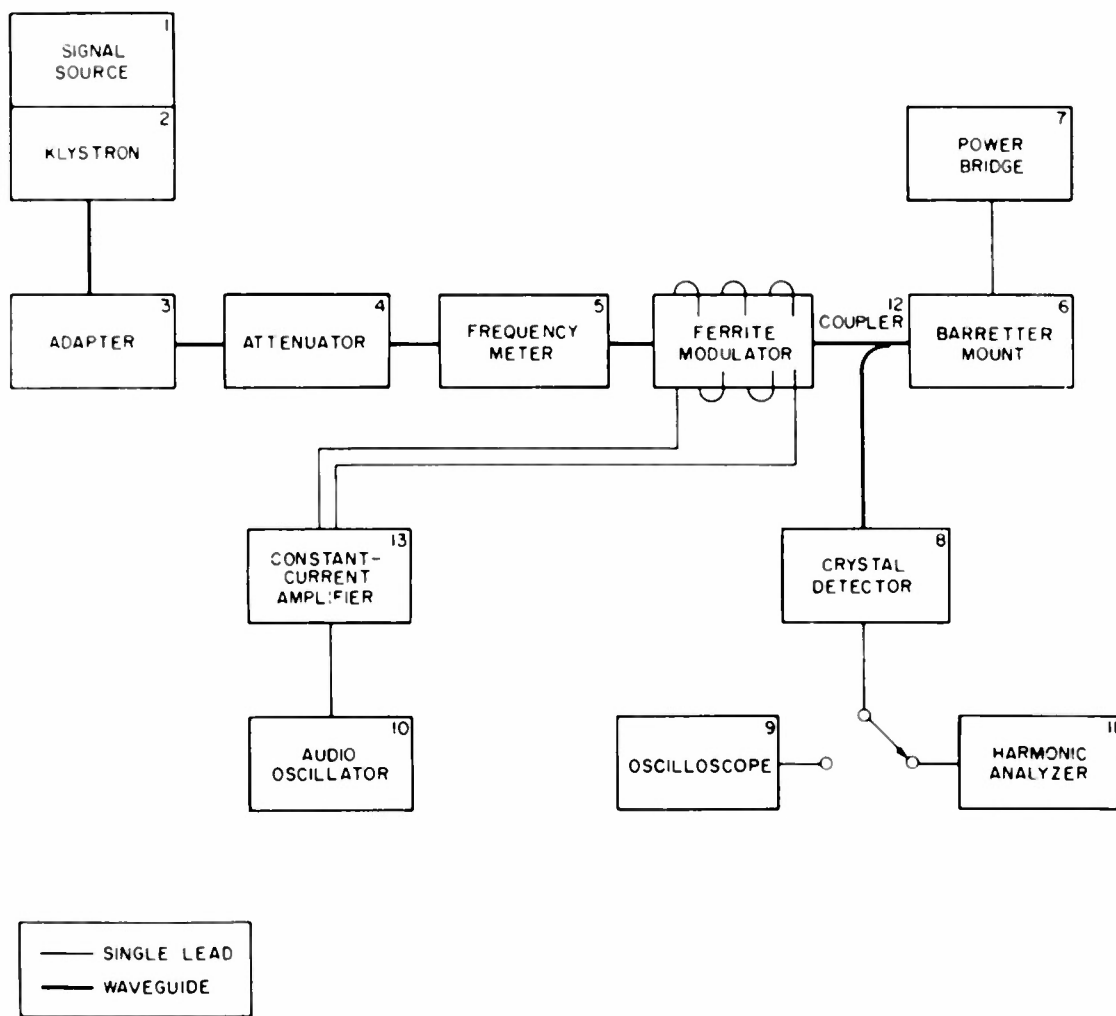 1
SIGNAL
SOURCE
2
KLYSTRON
7
POWER
BRIDGE
3
ADAPTER
4
ATTENUATOR
5
FREQUENCY
METER
FERRITE
MODULATOR
12
COUPLER
6
BARRETTER
MOUNT
13
CONSTANT-
CURRENT
AMPLIFIER
8
CRYSTAL
DETECTOR
10
AUDIO
OSCILLATOR
9
OSCILLOSCOPE
11
HARMONIC
ANALYZER
SINGLE LEAD
WAVEGUIDE